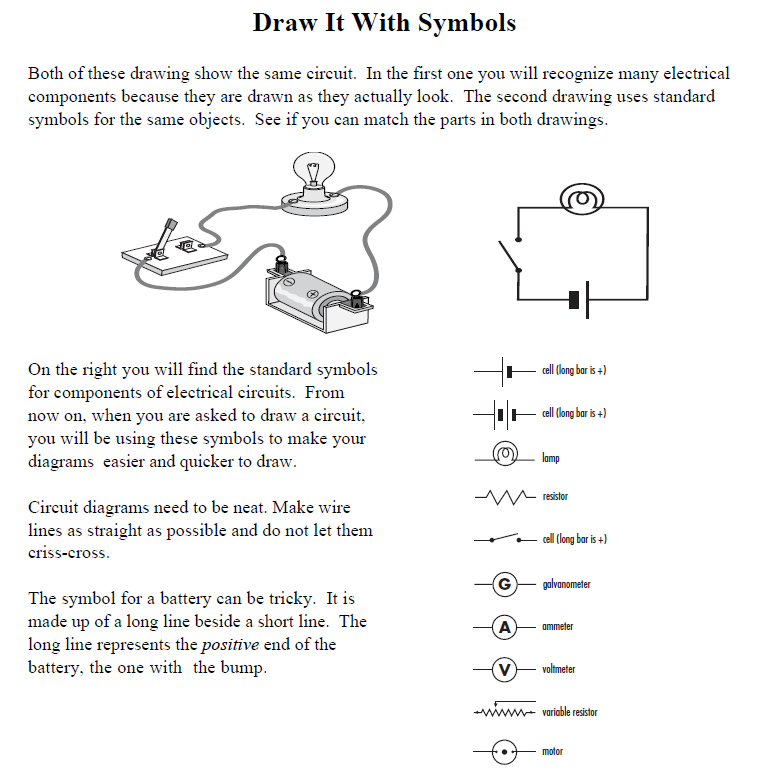 Draw It With Symbols
Both of these drawing show the same circuit.  In the first one you will recognize many electrical
components because they are drawn as they actually look.  The second drawing uses standard
symbols for the same objects.  See if you can match the parts in both drawings.
On the right you will find the standard symbols
for components of electrical circuits.  From
now on, when you are asked to draw a circuit,
you will be using these symbols to make your
diagrams  easier and quicker to draw.
Circuit diagrams need to be neat. Make wire
lines as straight as possible and do not let them
criss-cross.
The symbol for a battery can be tricky.  It is
made up of a long line beside a short line.  The
long line represents the positive end of the
battery, the one with  the bump.
cell (long bar is +)
cell (long bar is +)
lamp
resistor
cell (long bar is +)
G galvanometer
A ammeter
V voltmeter
variable resistor
motor